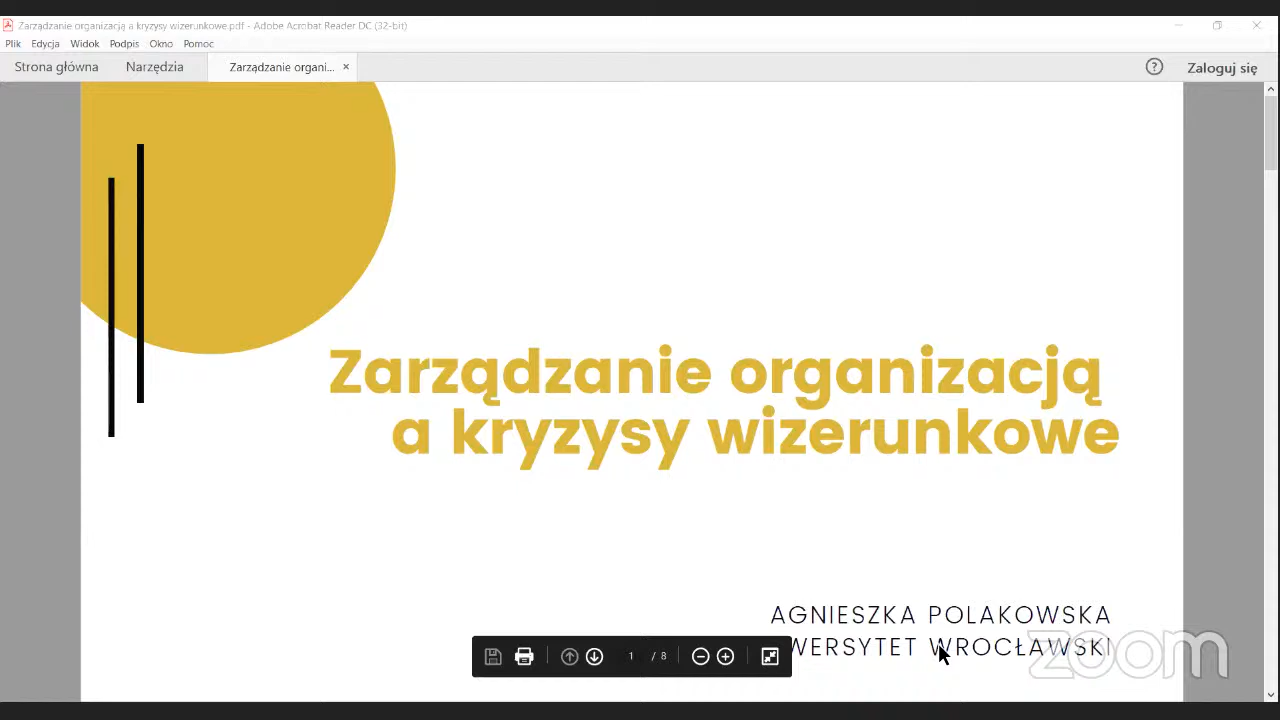 Zarządzanie organizacją a kryzysy wizerunkowe.pdf - Adobe Acrobat Reader DC (32-bit)
Plik Edycja Widok Podpis Okno Pomoc
Strona główna Narzędzia Zarządzanie organi... × ? Zaloguj się
Zarządzanie organizacją
a kryzysy wizerunkowe
AGNIESZKA POLAKOWSKA
WERSYTET WROCŁAWSKI
1 / 8
zoom